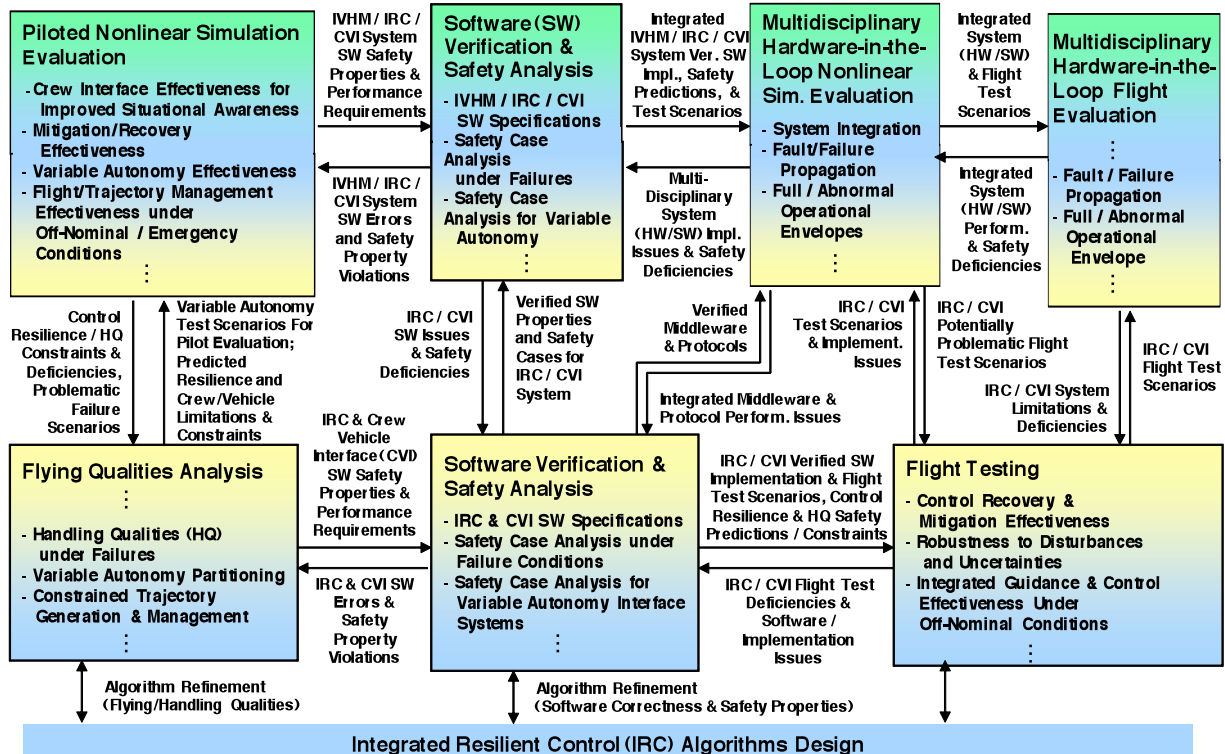 Piloted Nonlinear Simulation
Evaluation
- Crew Interface Effectiveness for
Improved Situational Awareness
- Mitigation/Recovery
Effectiveness
- Variable Autonomy Effectiveness
- Flight/Trajectory Management
Effectiveness under
Off-Nominal / Emergency
Conditions
⋮
IVHM / IRC /
CVI System
SW Safety
Properties &
Performance
Requirements
IVHM / IRC /
CVI System
SW Errors
and Safety
Property
Violations
Software (SW)
Verification &
Safety Analysis
- IVHM / IRC / CVI
SW Specifications
- Safety Case
Analysis
under Failures
- Safety Case
Analysis for Variable
Autonomy
⋮
Integrated
IVHM / IRC / CVI
System Ver. SW
Impl., Safety
Predictions, &
Test Scenarios
Multi-
Disciplinary
System
(HW/SW) Impl.
Issues & Safety
Deficiencies
Multidisciplinary
Hardware-in-the-
Loop Nonlinear
Sim. Evaluation
- System Integration
- Fault/Failure
Propagation
- Full / Abnormal
Operational
Envelopes
⋮
Integrated
System
(HW/SW)
& Flight
Test
Scenarios
Integrated
System
(HW/SW)
Perform.
& Safety
Deficiencies
Multidisciplinary
Hardware-in-the-
Loop Flight
Evaluation
⋮
- Fault / Failure
Propagation
- Full / Abnormal
Operational
Envelope
⋮
Control
Resilience / HQ
Constraints &
Deficiencies,
Problematic
Failure
Scenarios
Variable Autonomy
Test Scenarios For
Pilot Evaluation;
Predicted
Resilience and
Crew/Vehicle
Limitations &
Constraints
IRC / CVI
SW Issues
& Safety
Deficiencies
Verified SW
Properties
and Safety
Cases for
IRC / CVI
System
Verified
Middleware
& Protocols
Integrated Middleware &
Protocol Perform. Issues
IRC / CVI
Test Scenarios
& Implement.
Issues
IRC / CVI
Potentially
Problematic Flight
Test Scenarios
IRC / CVI System
Limitations &
Deficiencies
IRC / CVI
Flight Test
Scenarios
Flying Qualities Analysis
⋮
- Handling Qualities (HQ)
under Failures
- Variable Autonomy Partitioning
- Constrained Trajectory
Generation & Management
⋮
IRC & Crew
Vehicle
Interface (CVI)
SW Safety
Properties &
Performance
Requirements
IRC & CVI SW
Errors &
Safety
Property
Violations
Software Verification &
Safety Analysis
- IRC & CVI SW Specifications
- Safety Case Analysis under
Failure Conditions
- Safety Case Analysis for
Variable Autonomy Interface
Systems
⋮
IRC / CVI Verified SW
Implementation & Flight
Test Scenarios, Control
Resilience & HQ Safety
Predictions / Constraints
IRC / CVI Flight Test
Deficiencies &
Software /
Implementation
Issues
Flight Testing
- Control Recovery &
Mitigation Effectiveness
- Robustness to Disturbances
and Uncertainties
- Integrated Guidance & Control
Effectiveness Under
Off-Nominal Conditions
⋮
Algorithm Refinement
(Flying/Handling Qualities)
Algorithm Refinement
(Software Correctness & Safety Properties)
Integrated Resilient Control (IRC) Algorithms Design